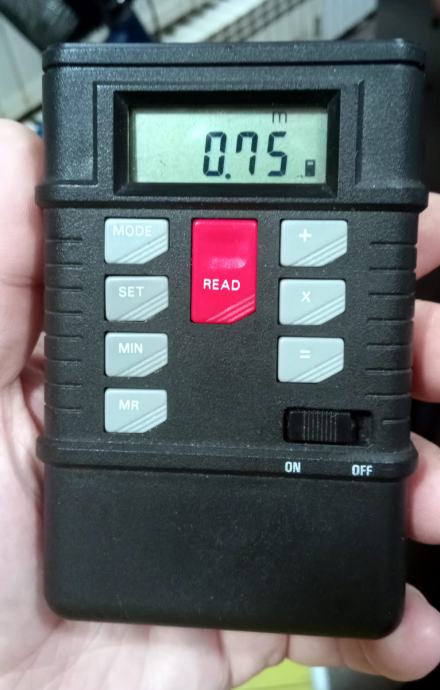 m
0.75
MODE
READ
+
SET
x
MIN
=
MR
ON OFF